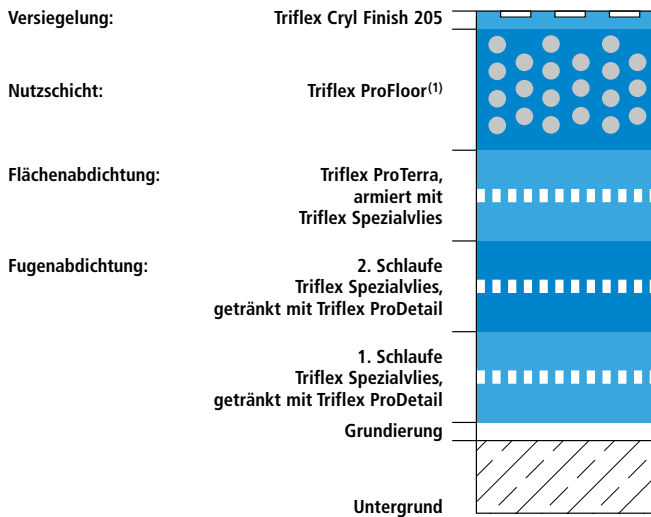 Versiegelung: Triflex Cryl Finish 205
Nutzschicht: Triflex ProFloor(1)
Flächenabdichtung: Triflex ProTerra,
armiert mit
Triflex Spezialvlies
Fugenabdichtung: 2. Schlaufe
Triflex Spezialvlies,
getränkt mit Triflex ProDetail
1. Schlaufe
Triflex Spezialvlies,
getränkt mit Triflex ProDetail
Grundierung
Untergrund